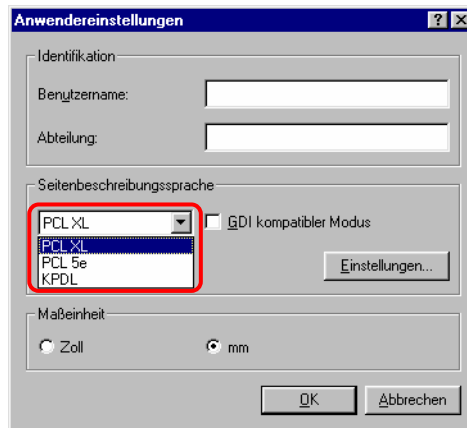 Anwendereinstellungen
Identifikation
Benutzername:
Abteilung:
Seitenbeschreibungssprache
PCL XL
GDI kompatibler Modus
PCL XL
PCL 5e
KPDL
Einstellungen...
Maßeinheit
Zoll
mm
OK
Abbrechen